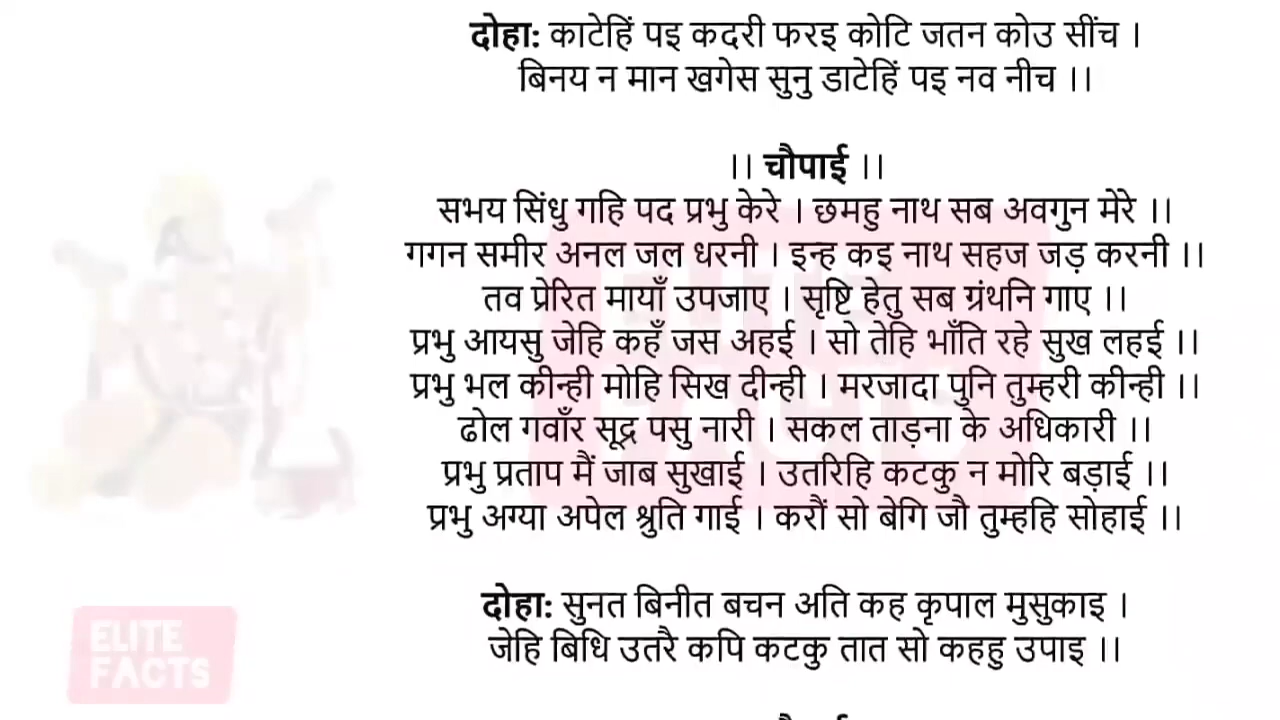 दोहा: काटेहिं पइ कदरी फरइ कोटि जतन कोउ सींच ।
बिनय न मान खगेस सुनु डाटेहिं पइ नव नीच ।।
।। चौपाई ।।
सभय सिंधु गहि पद प्रभु केरे । छमहु नाथ सब अवगुन मेरे ।।
गगन समीर अनल जल धरनी । इन्ह कइ नाथ सहज जड़ करनी ।।
तव प्रेरित मायाँ उपजाए । सृष्टि हेतु सब ग्रंथनि गाए ।।
प्रभु आयसु जेहि कहँ जस अहई । सो तेहि भाँति रहे सुख लहई ।।
प्रभु भल कीन्ही मोहि सिख दीन्ही । मरजादा पुनि तुम्हरी कीन्ही ।।
ढोल गवाँर सूद्र पसु नारी । सकल ताड़ना के अधिकारी ।।
प्रभु प्रताप मैं जाब सुखाई । उतरिहि कटकु न मोरि बड़ाई ।।
प्रभु अग्या अपेल श्रुति गाई । करौं सो बेगि जौ तुम्हहि सोहाई ।।
दोहा: सुनत बिनीत बचन अति कह कृपाल मुसुकाइ ।
जेहि बिधि उतरै कपि कटकु तात सो कहहु उपाइ ।।
ELITE
FACTS